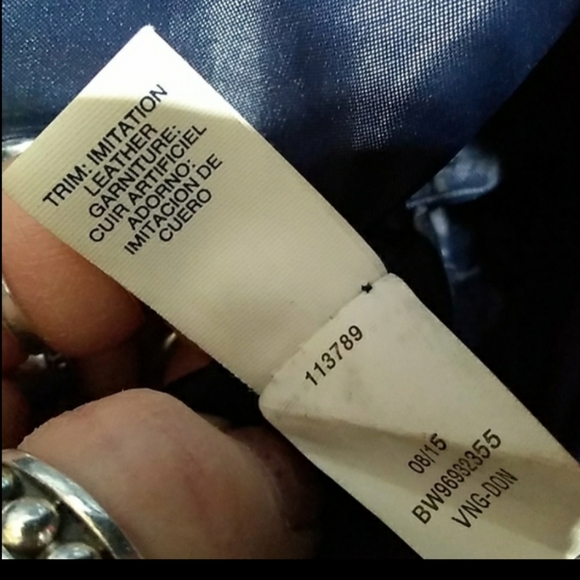 TRIM: IMITATION
LEATHER
GARNITURE:
CUIR ARTIFICIEL
ADORNO:
IMITACION DE
CUERO
113789
08/15
BW96932355
VNG-DON